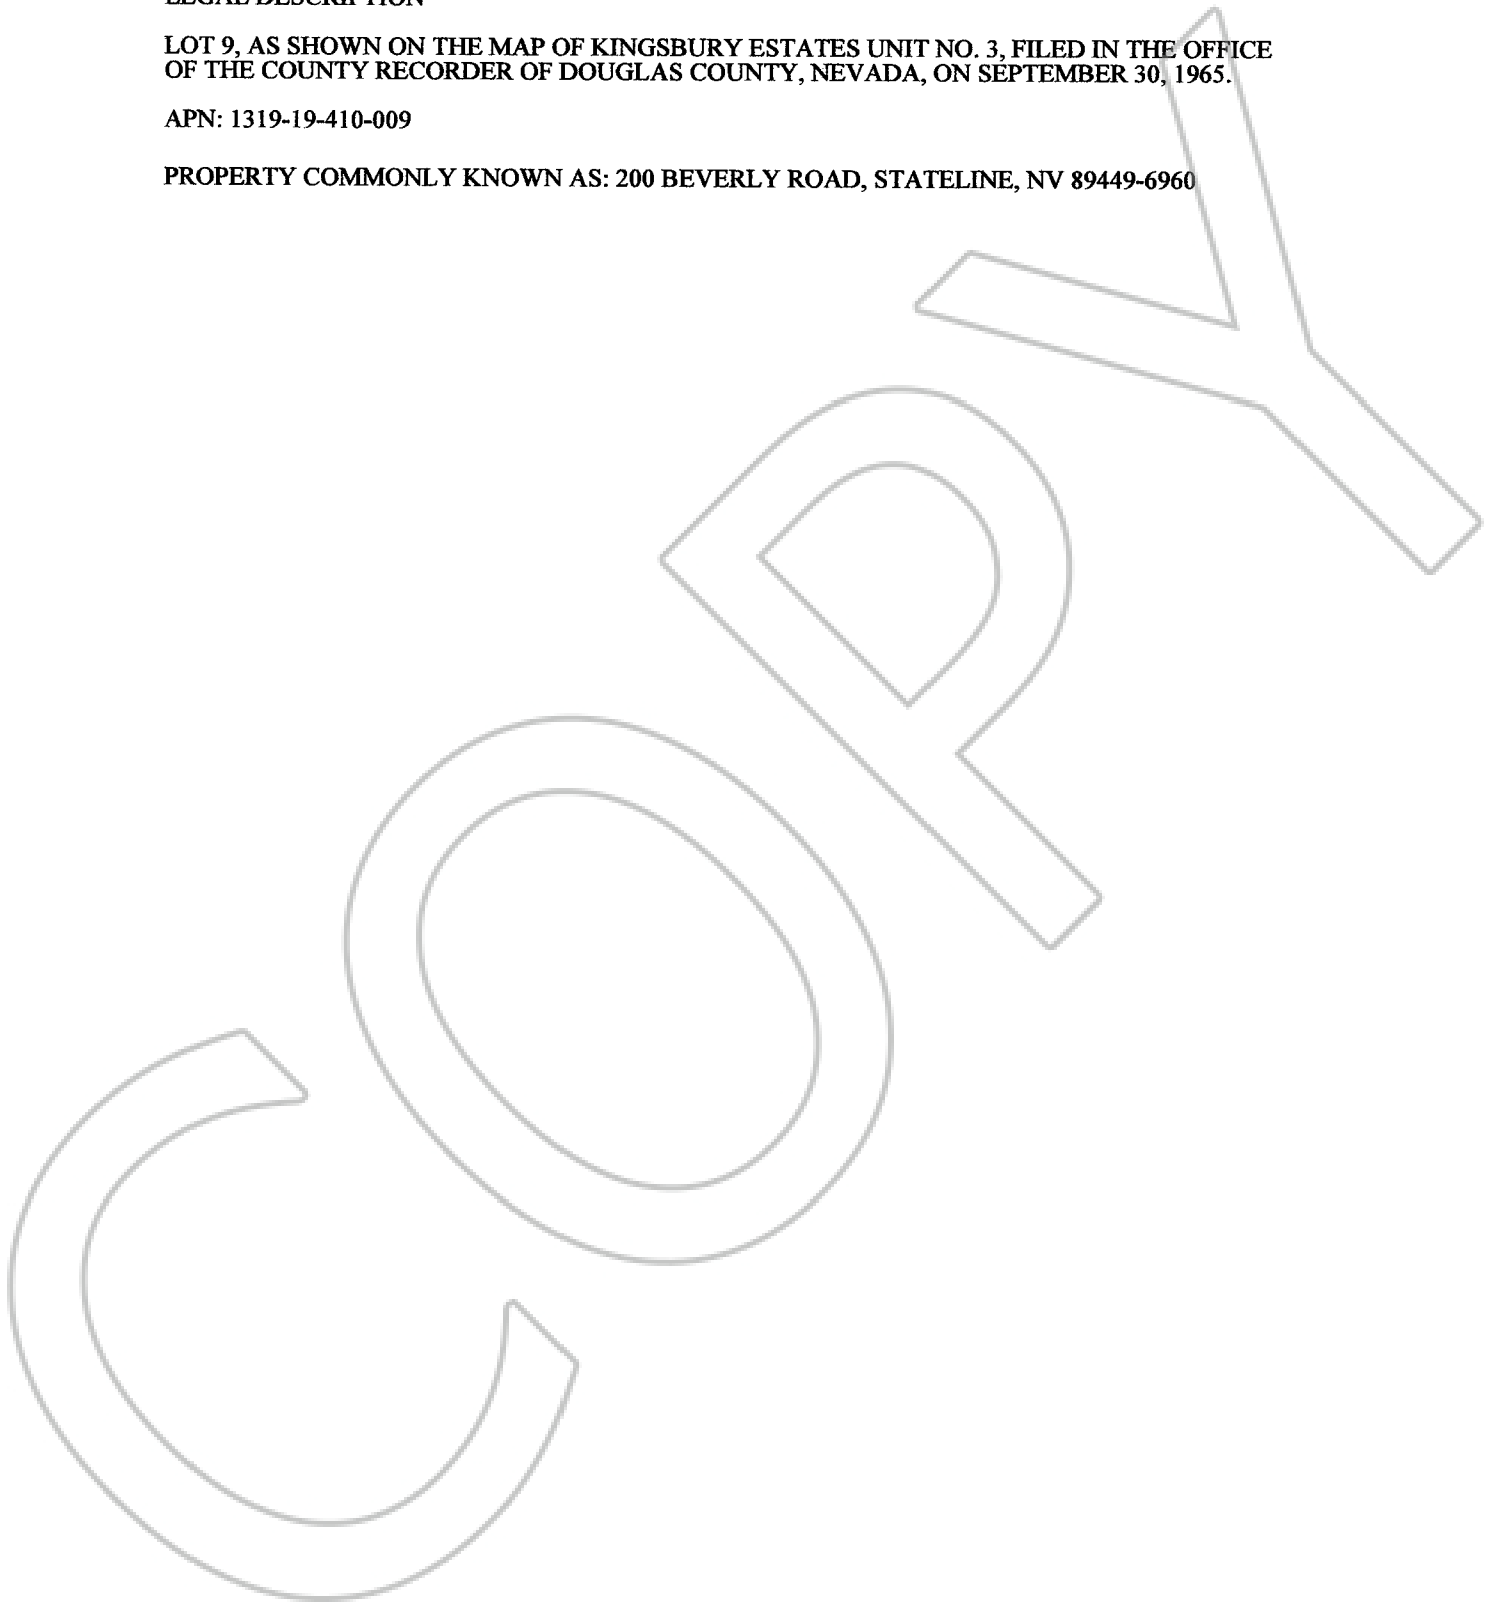 LEGAL DESCRIPTION
LOT 9, AS SHOWN ON THE MAP OF KINGSBURY ESTATES UNIT NO. 3, FILED IN THE OFFICE
OF THE COUNTY RECORDER OF DOUGLAS COUNTY, NEVADA, ON SEPTEMBER 30, 1965.
APN: 1319-19-410-009
PROPERTY COMMONLY KNOWN AS: 200 BEVERLY ROAD, STATELINE, NV 89449-6960
COPY